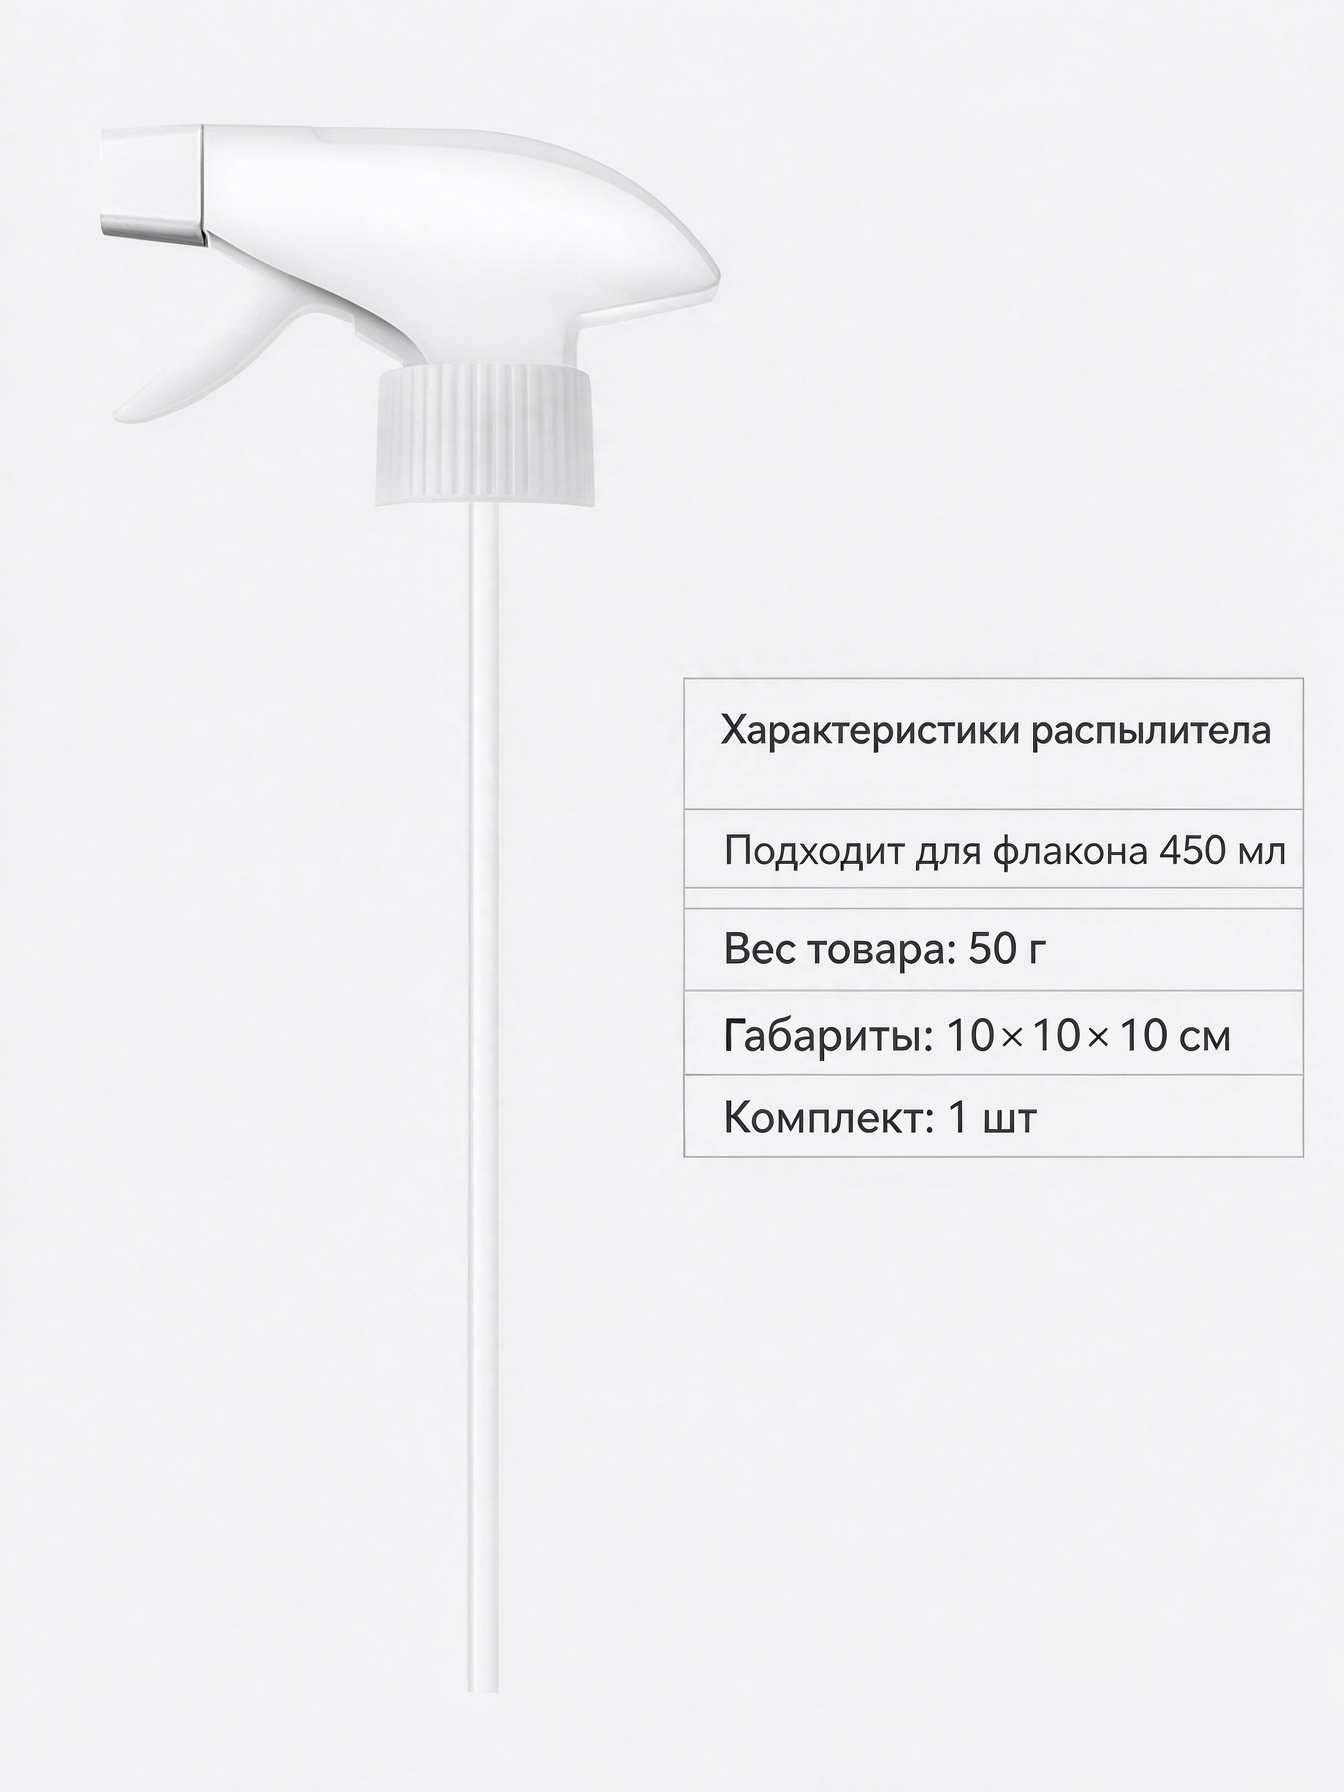 Характеристики распылитела
Подходит для флакона 450 мл
Вес товара: 50 г
Габариты: 10×10×10 см
Комплект: 1 шт